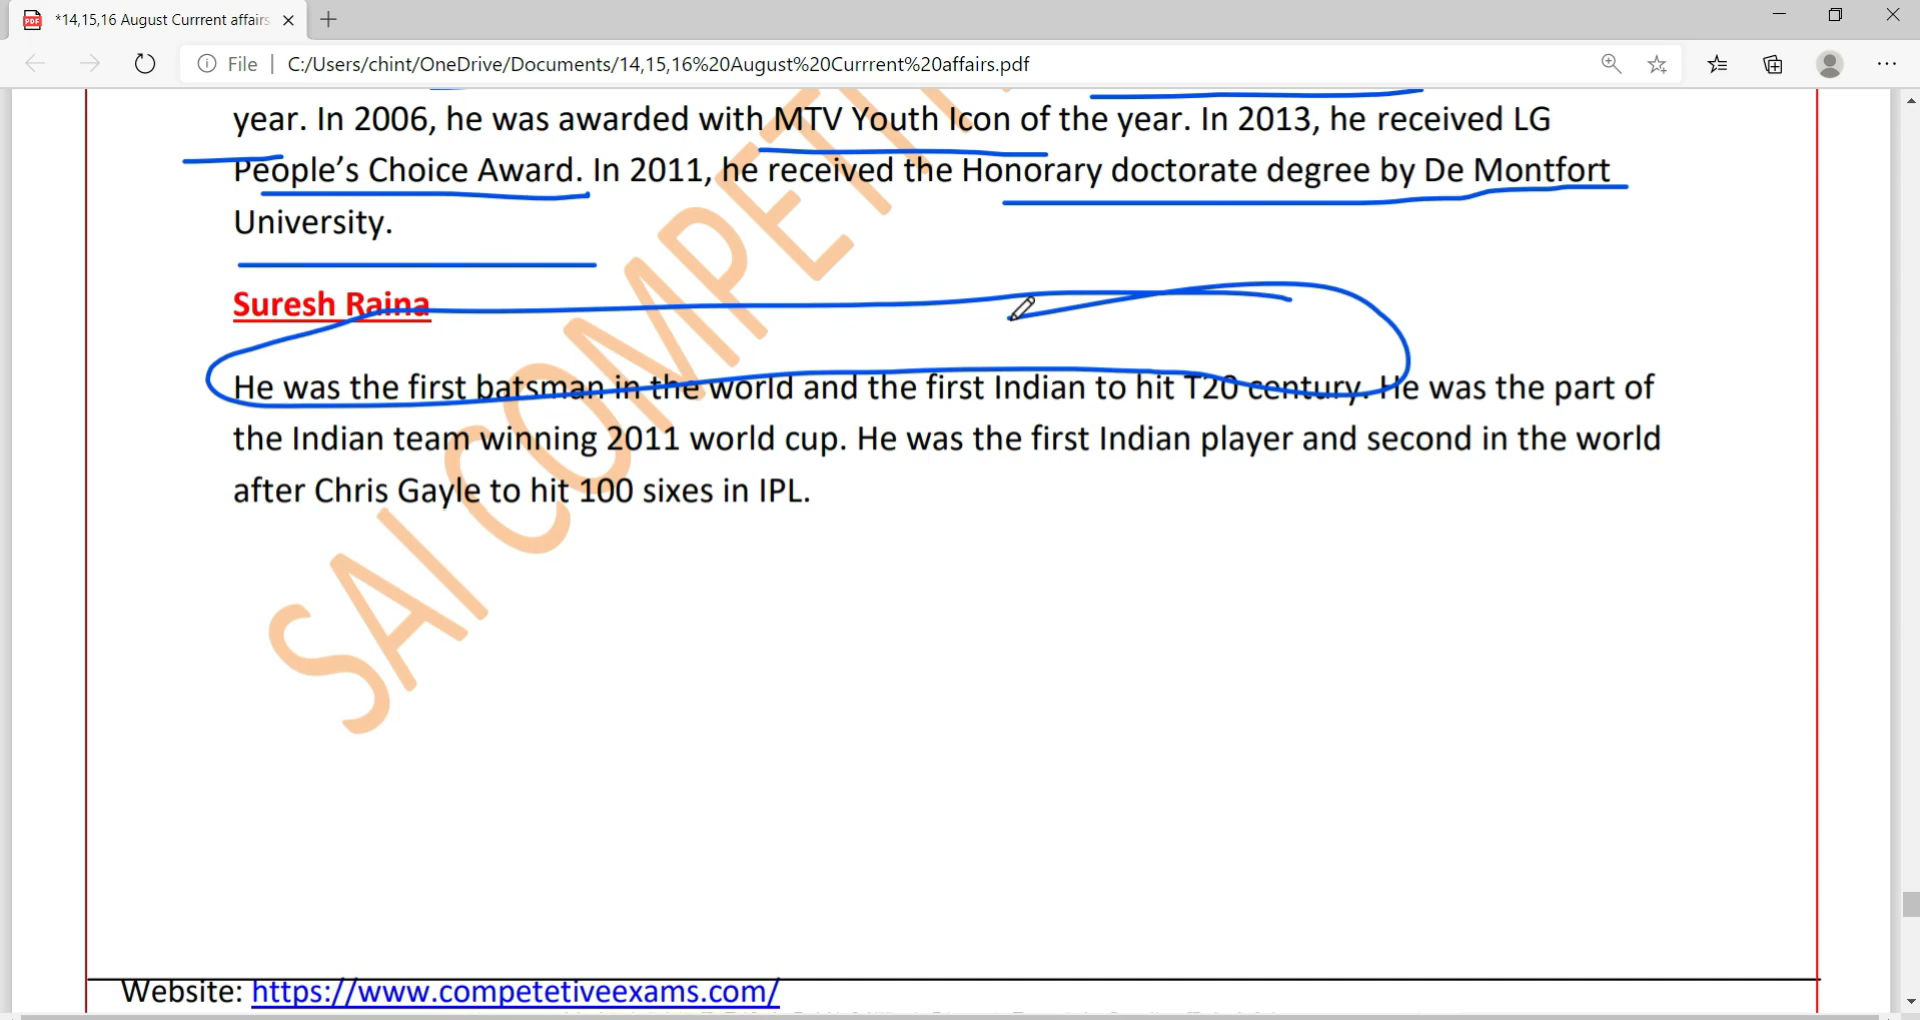 *14,15,16 August Currrent affairs
File | C:/Users/chint/OneDrive/Documents/14,15,16%20August%20Currrent%20affairs.pdf
year. In 2006, he was awarded with MTV Youth Icon of the year. In 2013, he received LG
People’s Choice Award. In 2011, he received the Honorary doctorate degree by De Montfort
University.
Suresh Raina
He was the first batsman in the world and the first Indian to hit T20 century. He was the part of
the Indian team winning 2011 world cup. He was the first Indian player and second in the world
after Chris Gayle to hit 100 sixes in IPL.
SAI COMPETI
Website: https://www.competetiveexams.com/